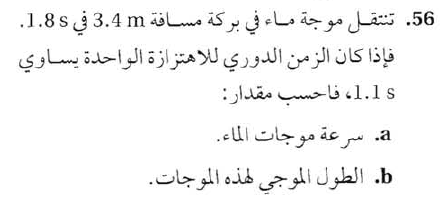 .56 تنتقل موجة ماء في بركة مسافة 3.4 m في 1.8 s.
فإذا كان الزمن الدوري للاهتزازة الواحدة يساوي
1.1 s، فاحسب مقدار:
a. سرعة موجات الماء.
b. الطول الموجي لهذه الموجات.